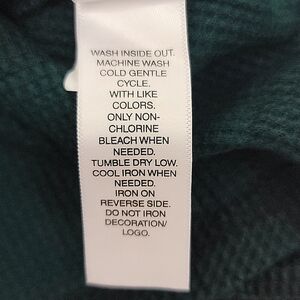 WASH INSIDE OUT.
MACHINE WASH
COLD GENTLE
CYCLE.
WITH LIKE
COLORS.
ONLY NON-
CHLORINE
BLEACH WHEN
NEEDED.
TUMBLE DRY LOW.
COOL IRON WHEN
NEEDED.
IRON ON
REVERSE SIDE.
DO NOT IRON
DECORATION/
LOGO.